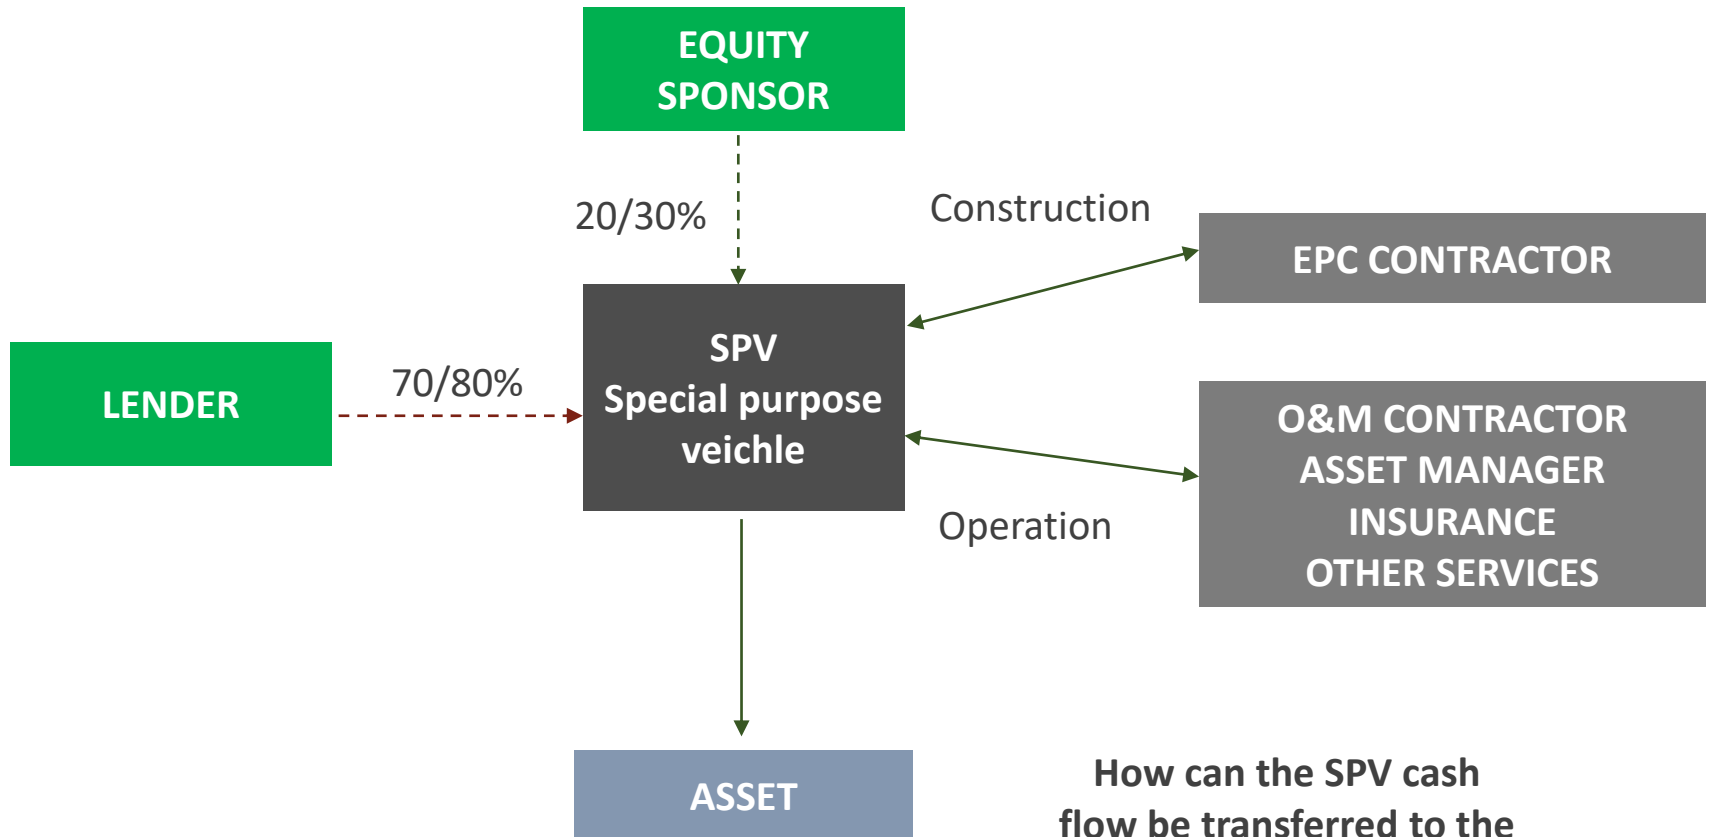 EQUITY
SPONSOR
20/30%
Construction
EPC CONTRACTOR
LENDER
70/80%
SPV
Special purpose
veichle
O&M CONTRACTOR
ASSET MANAGER
INSURANCE
OTHER SERVICES
Operation
ASSET
How can the SPV cash
flow be transferred to the